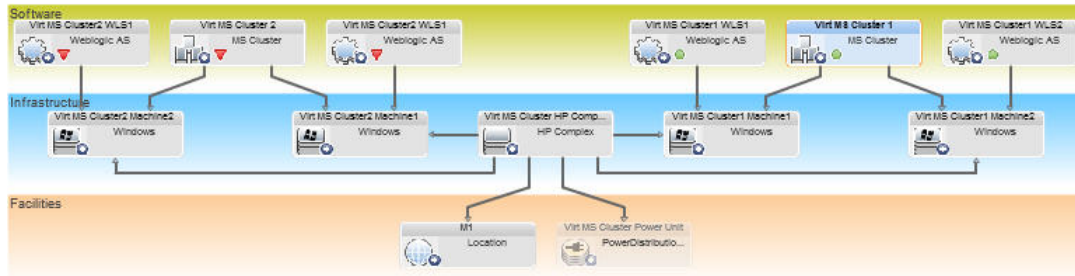 Software
Virt MS Cluster2 WLS1
Weblogic AS
Virt MS Cluster 2
MS Cluster
Virt MS Cluster2 WLS1
Weblogic AS
Virt MS Cluster1 WLS1
Weblogic AS
Virt MS Cluster 1
MS Cluster
Virt MS Cluster1 WLS2
Weblogic AS
Infrastructure
Virt MS Cluster2 Machine2
Windows
Virt MS Cluster2 Machine1
Windows
Virt MS Cluster HP Comp...
HP Complex
Virt MS Cluster1 Machine1
Windows
Virt MS Cluster1 Machine2
Windows
Facilities
M1
Location
Virt MS Cluster Power Unit
PowerDistributio...